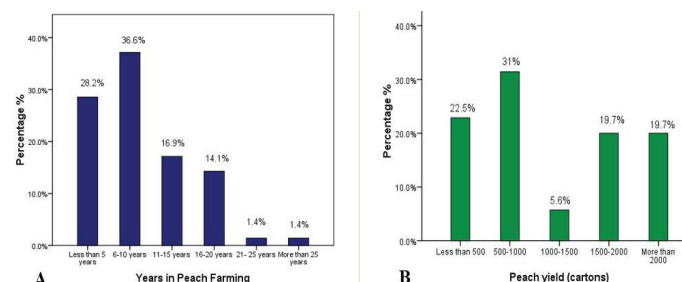 40.0%
30.0%
20.0%
10.0%
0.0%
Percentage %
28.2%
36.6%
16.9%
14.1%
1.4%
1.4%
Less than 5 years
6-10 years
11-15 years
16-20 years
21- 25 years
More than 25 years
A
Years in Peach Farming
40.0%
30.0%
20.0%
10.0%
0.0%
Percentage %
22.5%
31%
5.6%
19.7%
19.7%
Less than 500
500-1000
1000-1500
1500-2000
More than 2000
B
Peach yield (cartons)